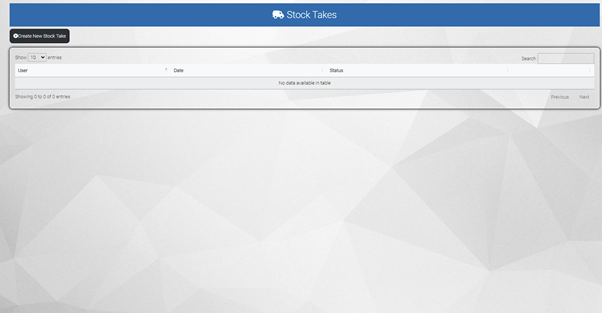 Stock Takes
Create New Stock Take
Show 10 entries
Search:
User Date Status
No data available in table
Showing 0 to 0 of 0 entries
Previous Next